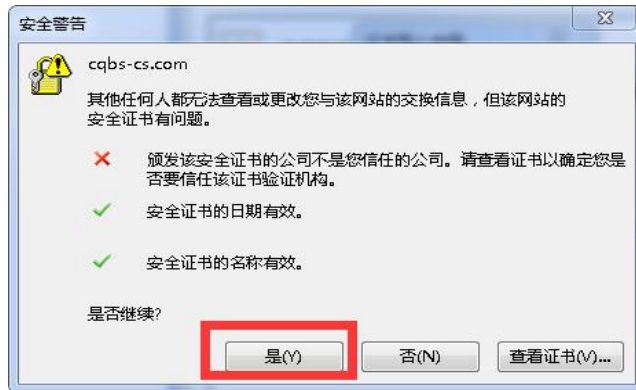 安全警告
cqbs-cs.com
其他任何人都无法查看或更改您与该网站的交换信息，但该网站的
安全证书有问题。
颁发该安全证书的公司不是您信任的公司。请查看证书以确定您是
否要信任该证书验证机构。
安全证书的日期有效。
安全证书的名称有效。
是否继续?
是(Y)
否(N)
查看证书(V)...